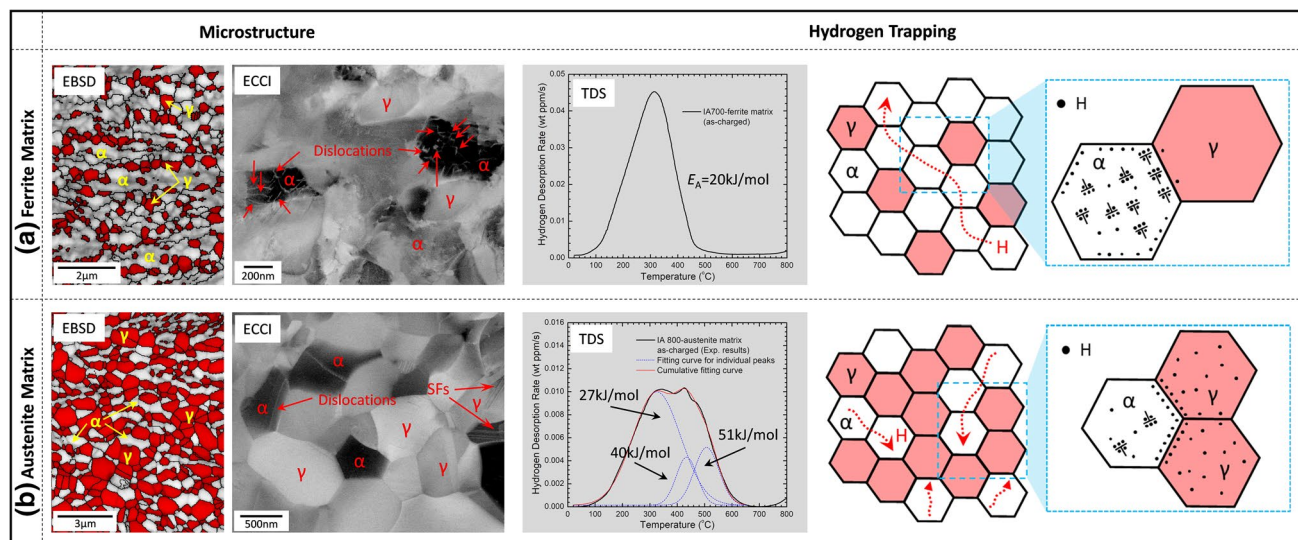 Microstructure
Hydrogen Trapping
(a) Ferrite Matrix
EBSD
γ
α
α
γ
α
2μm
ECCI
γ
Dislocations
α
α
γ
α
200nm
TDS
IA700-ferrite matrix
(as-charged)
E_A=20kJ/mol
Hydrogen Desorption Rate (wt ppm/s)
0.05
0.04
0.03
0.02
0.01
0.00
0 100 200 300 400 500 600 700 800
Temperature (°C)
γ
α
H
H
α
γ
(b) Austenite Matrix
EBSD
γ
α
γ
γ
3μm
ECCI
α
α
Dislocations
SFs
γ
γ
γ
α
γ
500nm
TDS
IA 800-austenite matrix
as-charged (Exp. results)
Fitting curve for individual peaks
Cumulative fitting curve
27kJ/mol
40kJ/mol
51kJ/mol
Hydrogen Desorption Rate (wt ppm/s)
0.016
0.014
0.012
0.010
0.008
0.006
0.004
0.002
0.000
0 100 200 300 400 500 600 700 800
Temperature (°C)
γ
α
H
H
α
γ
γ